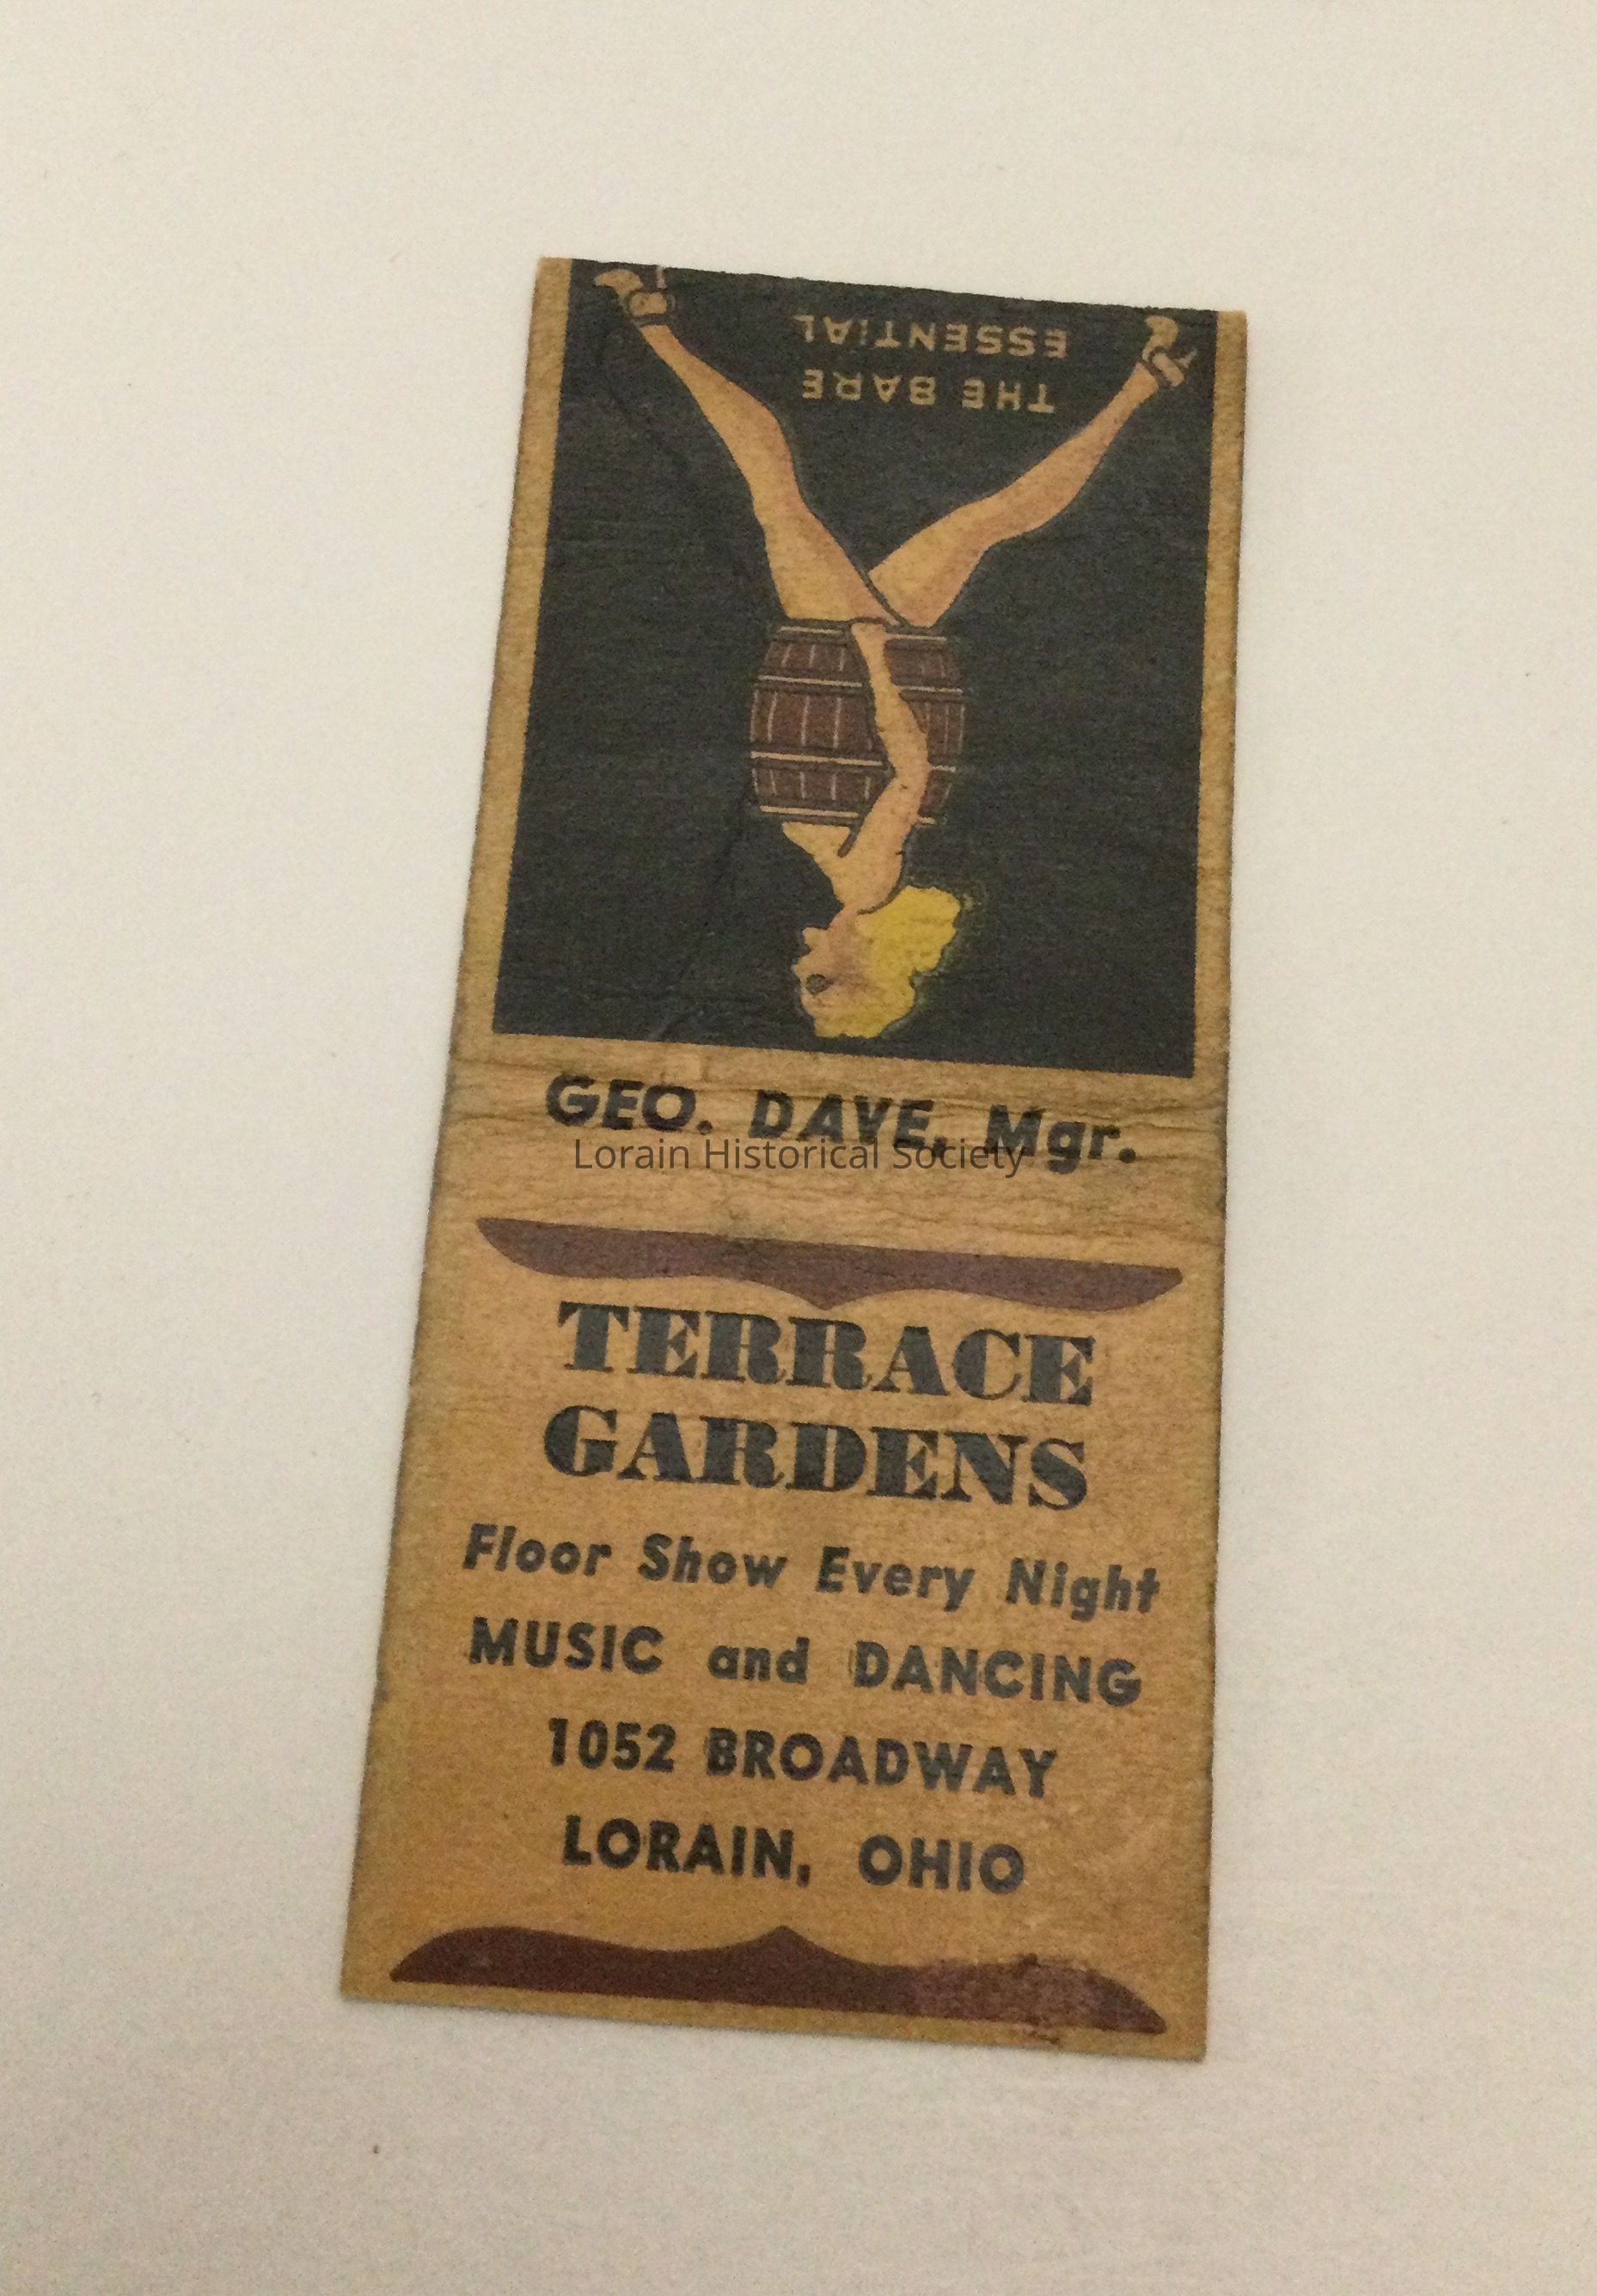 THE BARE
ESSENTIAL
GEO. DAVE, Mgr.
Lorain Historical Society
TERRACE
GARDENS
Floor Show Every Night
MUSIC and DANCING
1052 BROADWAY
LORAIN, OHIO